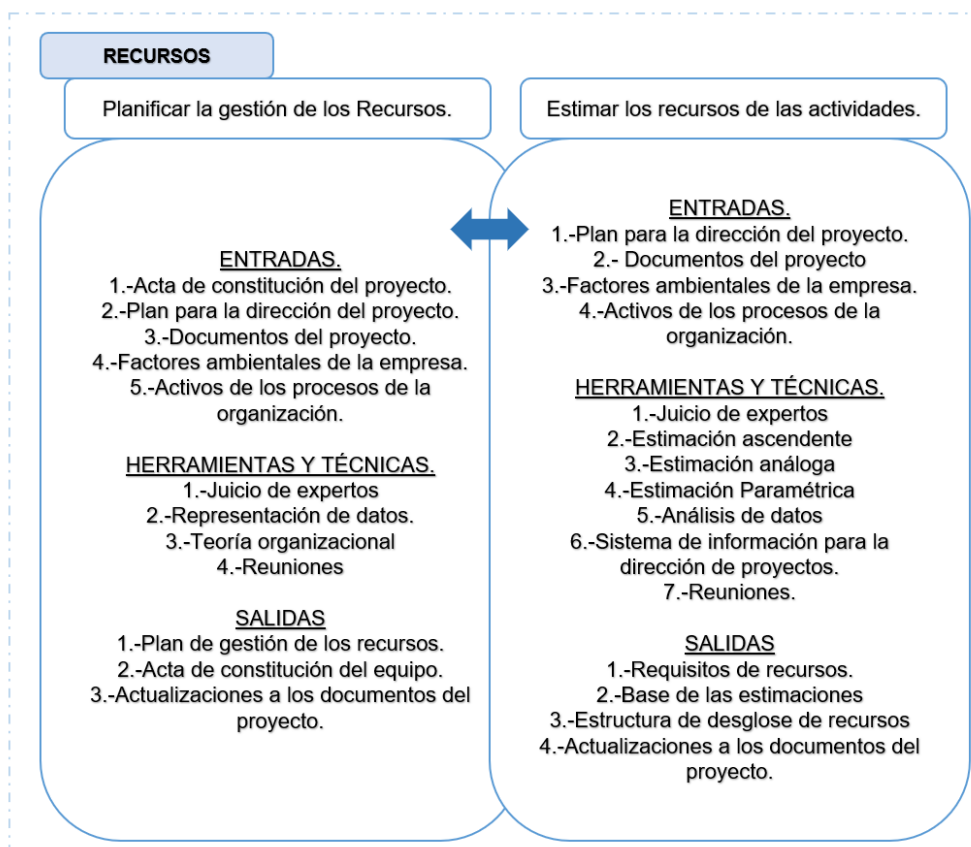 RECURSOS
Planificar la gestión de los Recursos.
ENTRADAS.
1.-Acta de constitución del proyecto.
2.-Plan para la dirección del proyecto.
3.-Documentos del proyecto.
4.-Factores ambientales de la empresa.
5.-Activos de los procesos de la
organización.
HERRAMIENTAS Y TÉCNICAS.
1.-Juicio de expertos
2.-Representación de datos.
3.-Teoría organizacional
4.-Reuniones
SALIDAS
1.-Plan de gestión de los recursos.
2.-Acta de constitución del equipo.
3.-Actualizaciones a los documentos del
proyecto.
Estimar los recursos de las actividades.
ENTRADAS.
1.-Plan para la dirección del proyecto.
2.- Documentos del proyecto
3.-Factores ambientales de la empresa.
4.-Activos de los procesos de la
organización.
HERRAMIENTAS Y TÉCNICAS.
1.-Juicio de expertos
2.-Estimación ascendente
3.-Estimación análoga
4.-Estimación Paramétrica
5.-Análisis de datos
6.-Sistema de información para la
dirección de proyectos.
7.-Reuniones.
SALIDAS
1.-Requisitos de recursos.
2.-Base de las estimaciones
3.-Estructura de desglose de recursos
4.-Actualizaciones a los documentos del
proyecto.